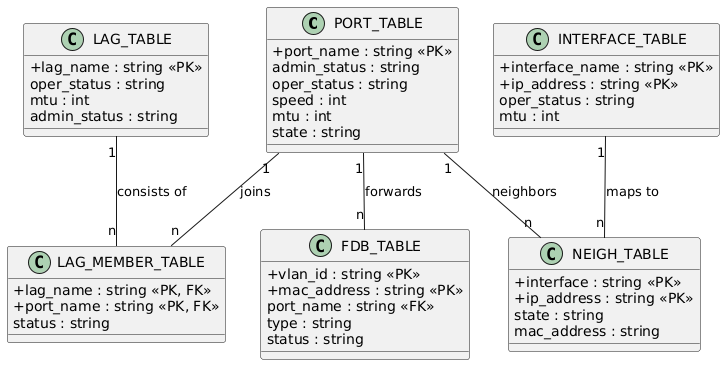 C LAG_TABLE
+lag_name : string «PK»
oper_status : string
mtu : int
admin_status : string
C PORT_TABLE
+port_name : string «PK»
admin_status : string
oper_status : string
speed : int
mtu : int
state : string
C INTERFACE_TABLE
+interface_name : string «PK»
+ip_address : string «PK»
oper_status : string
mtu : int
1
consists of
n
1
joins
n
1
forwards
n
1
neighbors
n
1
maps to
n
C LAG_MEMBER_TABLE
+lag_name : string «PK, FK»
+port_name : string «PK, FK»
status : string
C FDB_TABLE
+vlan_id : string «PK»
+mac_address : string «PK»
port_name : string «FK»
type : string
status : string
C NEIGH_TABLE
+interface : string «PK»
+ip_address : string «PK»
state : string
mac_address : string